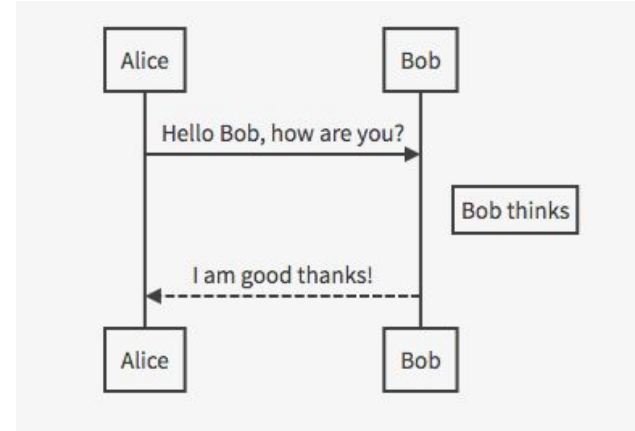 Alice
Bob
Hello Bob, how are you?
Bob thinks
I am good thanks!
Alice
Bob